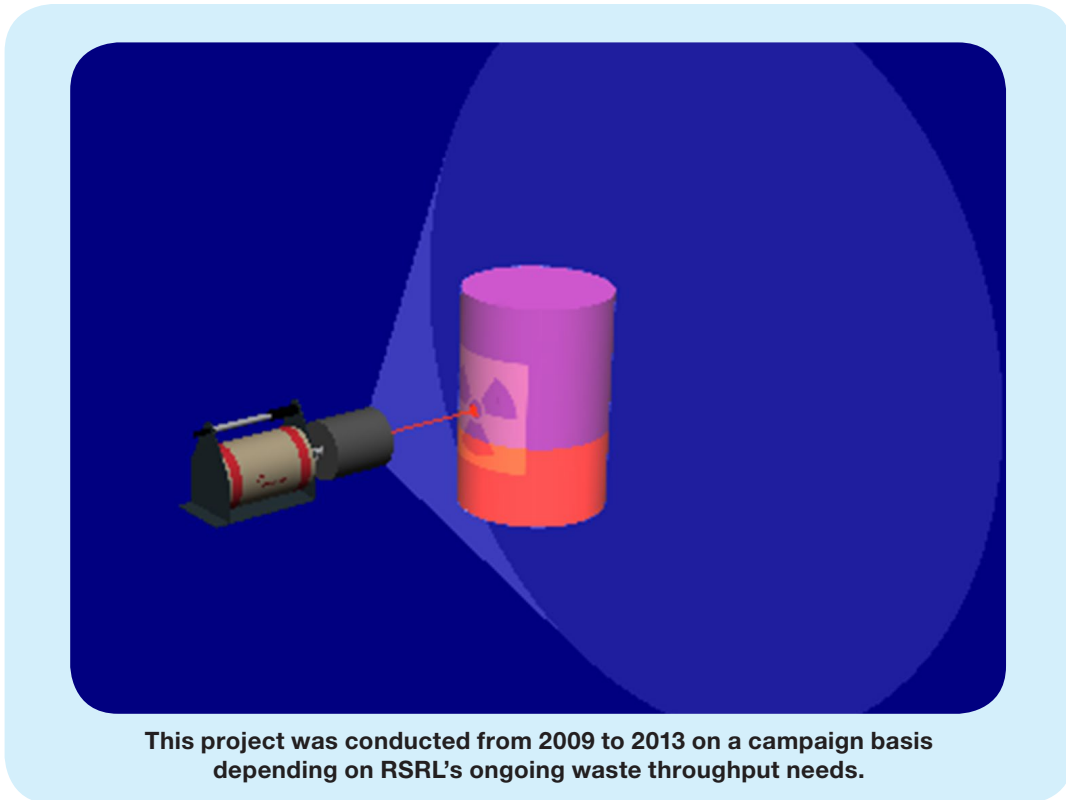 This project was conducted from 2009 to 2013 on a campaign basis
depending on RSRL's ongoing waste throughput needs.